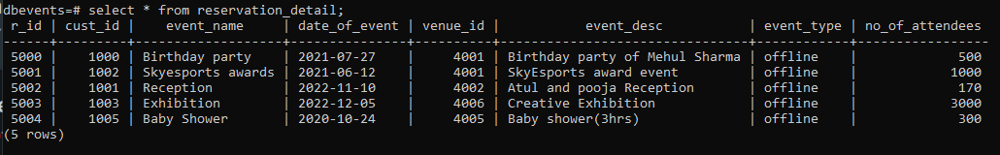 dbevents=# select * from reservation_detail;
 r_id | cust_id |    event_name    | date_of_event | venue_id |           event_desc            | event_type | no_of_attendees
------+---------+------------------+---------------+----------+---------------------------------+------------+-----------------
 5000 |    1000 | Birthday party   | 2021-07-27    |     4001 | Birthday party of Mehul Sharma | offline    |             500
 5001 |    1002 | Skyesports awards | 2021-06-12    |     4001 | SkyEsports award event         | offline    |            1000
 5002 |    1001 | Reception        | 2022-11-10    |     4002 | Atul and pooja Reception       | offline    |             170
 5003 |    1003 | Exhibition       | 2022-12-05    |     4006 | Creative Exhibition            | offline    |            3000
 5004 |    1005 | Baby Shower      | 2020-10-24    |     4005 | Baby shower(3hrs)              | offline    |             300
(5 rows)